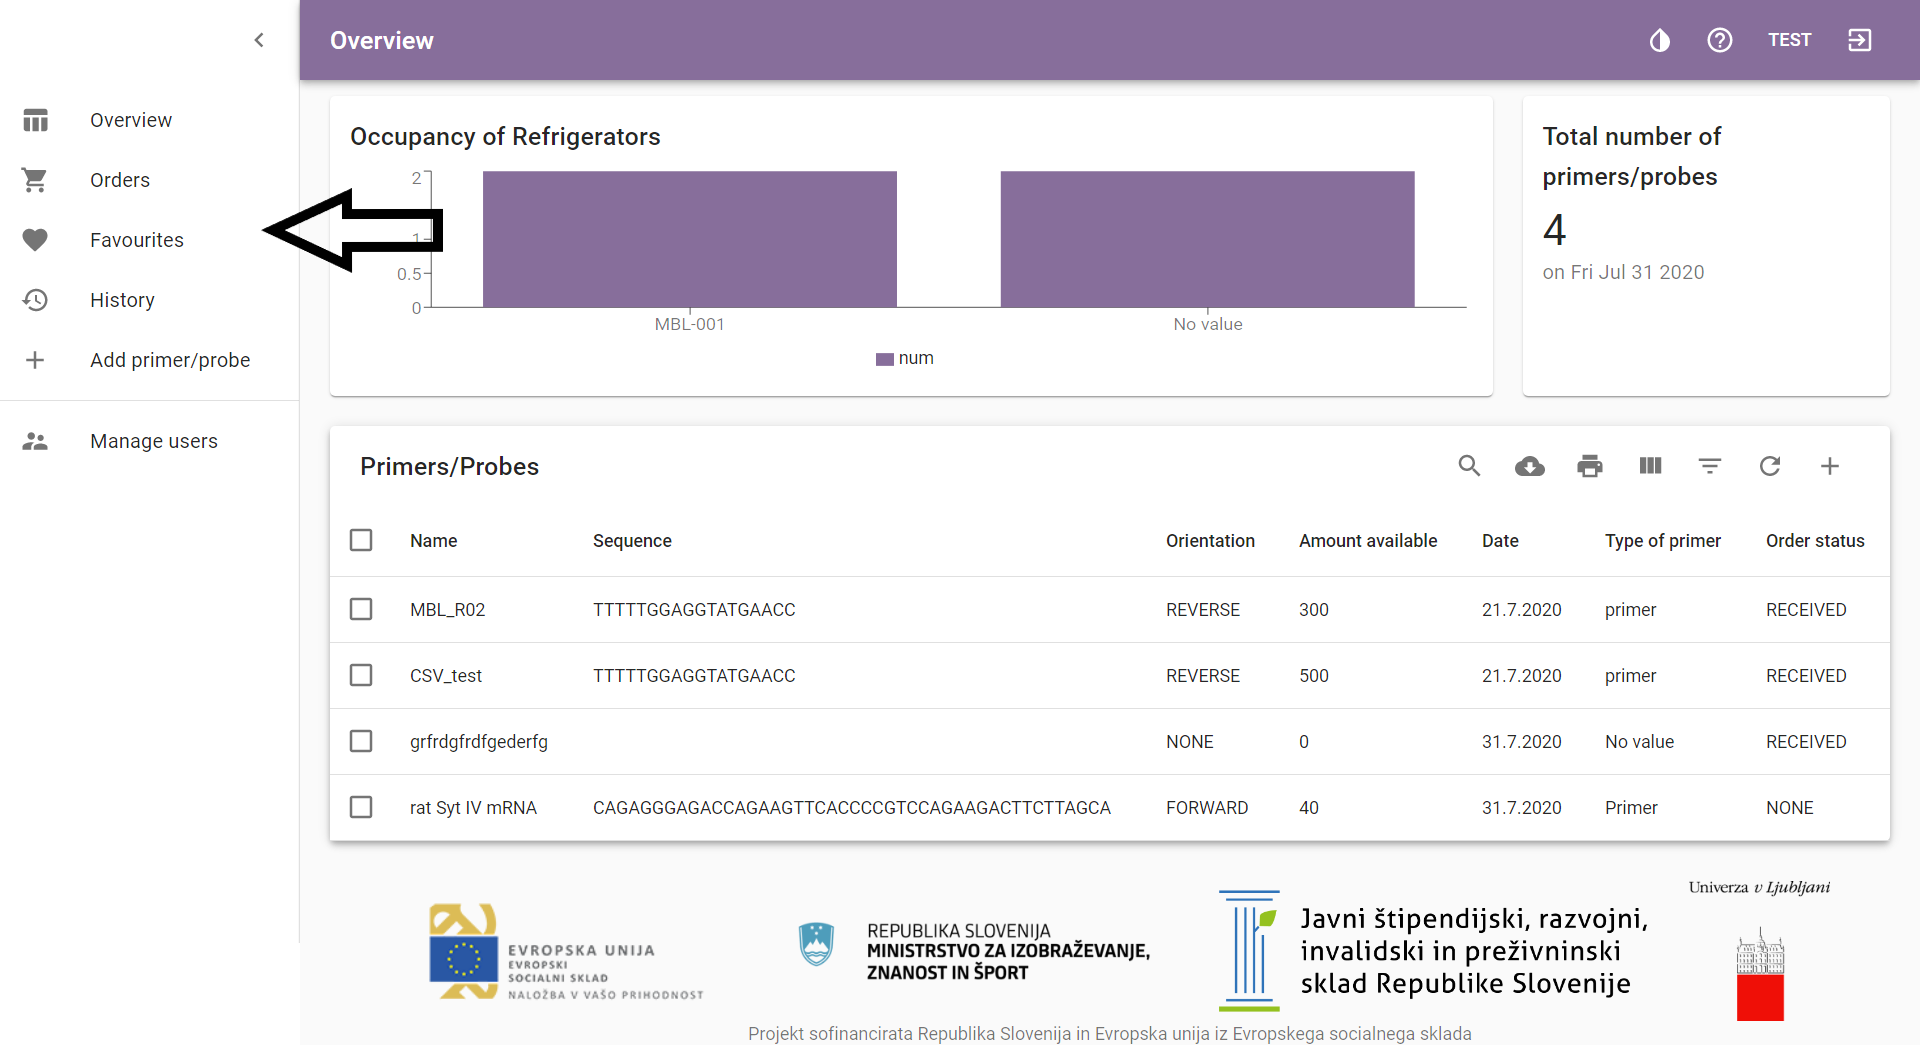 Overview
TEST
Overview
Orders
Favourites
History
Add primer/probe
Manage users
Occupancy of Refrigerators
2
1
0.5
0
MBL-001
No value
num
Total number of
primers/probes
4
on Fri Jul 31 2020
Primers/Probes
Name Sequence Orientation Amount available Date Type of primer Order status
MBL_R02 TTTTTGGAGGTATGAACC REVERSE 300 21.7.2020 primer RECEIVED
CSV_test TTTTTGGAGGTATGAACC REVERSE 500 21.7.2020 primer RECEIVED
grfrdgfrdfgederfg NONE 0 31.7.2020 No value RECEIVED
rat Syt IV mRNA CAGAGGGAGACCAGAAGTTCACCCCGTCCAGAAGACTTCTTAGCA FORWARD 40 31.7.2020 Primer NONE
EVROPSKA UNIJA
EVROPSKI
SOCIALNI SKLAD
NALOŽBA V VAŠO PRIHODNOST
REPUBLIKA SLOVENIJA
MINISTRSTVO ZA IZOBRAŽEVANJE,
ZNANOST IN ŠPORT
Javni štipendijski, razvojni,
invalidski in preživninski
sklad Republike Slovenije
Univerza v Ljubljani
Projekt sofinancirata Republika Slovenija in Evropska unija iz Evropskega socialnega sklada